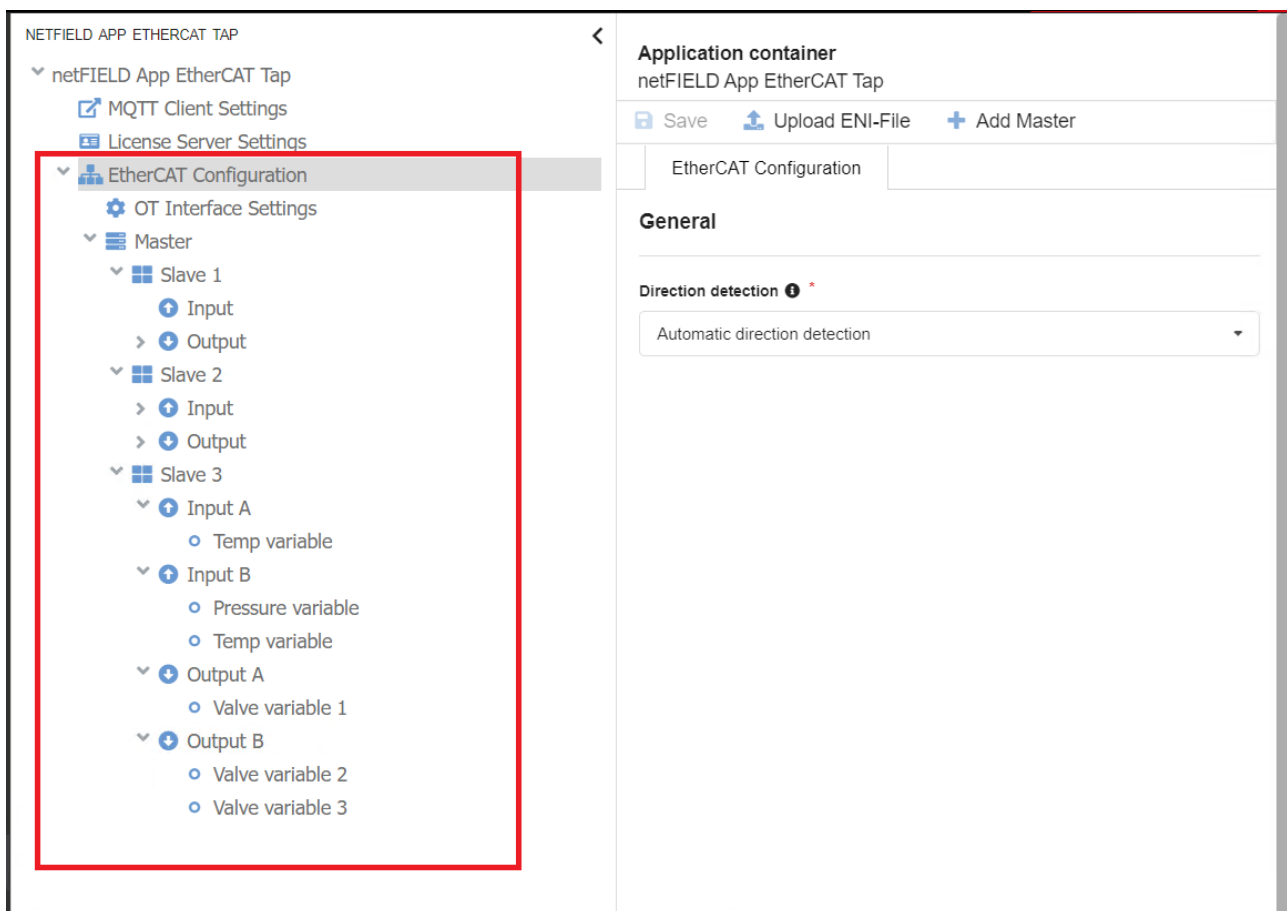 NETFIELD APP ETHERCAT TAP
netFIELD App EtherCAT Tap
MQTT Client Settings
License Server Settings
EtherCAT Configuration
OT Interface Settings
Master
Slave 1
Input
Output
Slave 2
Input
Output
Slave 3
Input A
Temp variable
Input B
Pressure variable
Temp variable
Output A
Valve variable 1
Output B
Valve variable 2
Valve variable 3
Application container
netFIELD App EtherCAT Tap
Save Upload ENI-File Add Master
EtherCAT Configuration
General
Direction detection *
Automatic direction detection